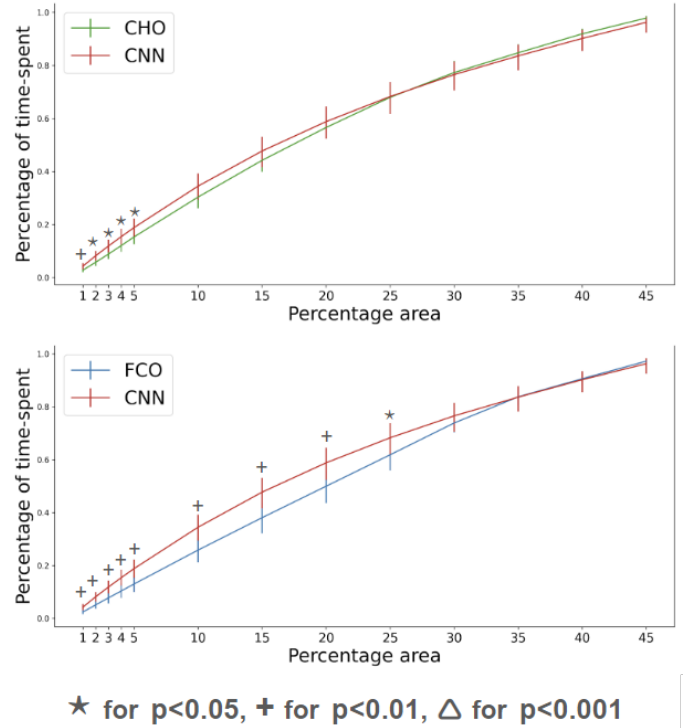 1.0
0.8
0.6
0.4
0.2
0.0
Percentage of time-spent
CHO
CNN
+ ★ ★ ★ ★
1 2 3 4 5 10 15 20 25 30 35 40 45
Percentage area
1.0
0.8
0.6
0.4
0.2
0.0
Percentage of time-spent
FCO
CNN
+ + + + + + + + ★
1 2 3 4 5 10 15 20 25 30 35 40 45
Percentage area
★ for p<0.05, + for p<0.01, △ for p<0.001